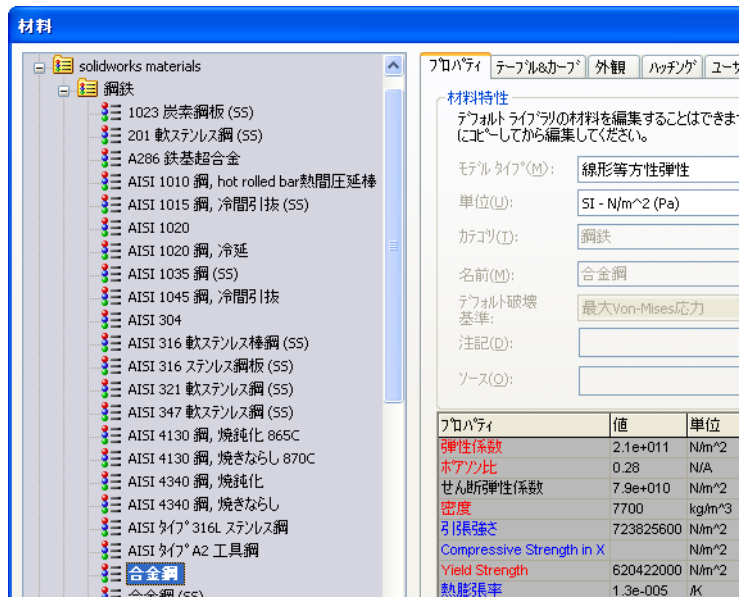 材料
solidworks materials
鋼鉄
1023 炭素鋼板 (SS)
201 軟ステンレス鋼 (SS)
A286 鉄基超合金
AISI 1010 鋼, hot rolled bar熱間圧延棒
AISI 1015 鋼, 冷間引抜 (SS)
AISI 1020
AISI 1020 鋼, 冷延
AISI 1035 鋼 (SS)
AISI 1045 鋼, 冷間引抜
AISI 304
AISI 316 軟ステンレス棒鋼 (SS)
AISI 316 ステンレス鋼板 (SS)
AISI 321 軟ステンレス鋼 (SS)
AISI 347 軟ステンレス鋼 (SS)
AISI 4130 鋼, 焼鈍化 865C
AISI 4130 鋼, 焼きならし 870C
AISI 4340 鋼, 焼鈍化
AISI 4340 鋼, 焼きならし
AISI タイプ 316L ステンレス鋼
AISI タイプ A2 工具鋼
合金鋼
合金鋼 (SS)
プロパティ テーブル&カーブ 外観 ハッチング ユーサ
材料特性
デフォルト ライブラリの材料を編集することはできま
にコピーしてから編集してください。
モデル タイプ(M): 線形等方性弾性
単位(U): SI - N/m^2 (Pa)
カテゴリ(T): 鋼鉄
名前(M): 合金鋼
デフォルト破壊
基準: 最大Von-Mises応力
注記(D):
ソース(O):
プロパティ 値 単位
弾性係数 2.1e+011 N/m^2
ポアソン比 0.28 N/A
せん断弾性係数 7.9e+010 N/m^2
密度 7700 kg/m^3
引張強さ 723825600 N/m^2
Compressive Strength in X N/m^2
Yield Strength 620422000 N/m^2
熱膨張率 1.3e-005 /K